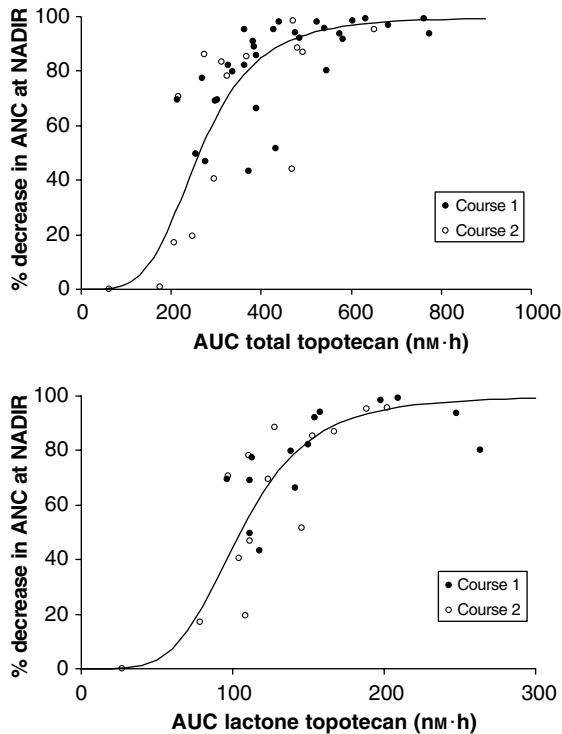 100
80
60
40
20
0
% decrease in ANC at NADIR
Course 1
Course 2
0 200 400 600 800 1000
AUC total topotecan (nM·h)
100
80
60
40
20
0
% decrease in ANC at NADIR
Course 1
Course 2
0 100 200 300
AUC lactone topotecan (nM·h)